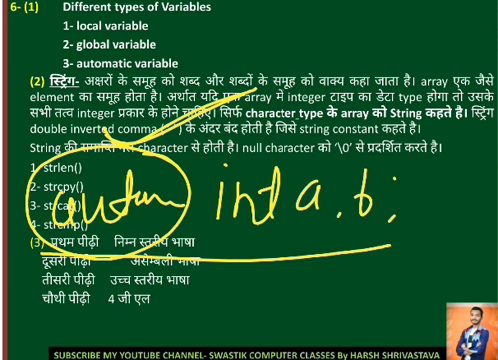 6- (1) Different types of Variables
1- local variable
2- global variable
3- automatic variable
(2) स्ट्रिंग- अक्षरों के समूह को शब्द और शब्दों के समूह को वाक्य कहा जाता है। array एक जैसे
element का समूह होता है। अर्थात यदि एक array मे integer टाइप का डेटा type होगा तो उसके
सभी तत्व integer प्रकार के होने चाहिए। सिर्फ character type के array को String कहते है। स्ट्रिंग
double inverted comma (" ") के अंदर बंद होती है जिसे string constant कहते है।
String की समाप्ति character से होती है। null character को '\0' से प्रदर्शित करते है।
1- strlen()
2- strcpy()
3- strcat()
4- strcmp()
int a, b;
(3) प्रथम पीढ़ी निम्न स्तरीय भाषा
दूसरी पीढ़ी असेम्बली भाषा
तीसरी पीढ़ी उच्च स्तरीय भाषा
चौथी पीढ़ी 4 जी एल
SUBSCRIBE MY YOUTUBE CHANNEL- SWASTIK COMPUTER CLASSES By HARSH SHRIVASTAVA